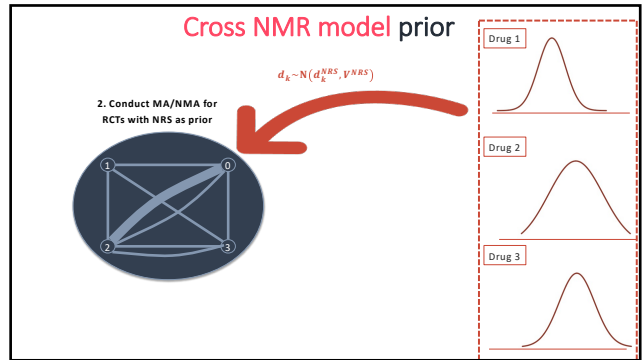 Cross NMR model prior
Drug 1
d_k~N(d_k^NRS, V^NRS)
2. Conduct MA/NMA for
RCTs with NRS as prior
1
0
Drug 2
2
3
Drug 3